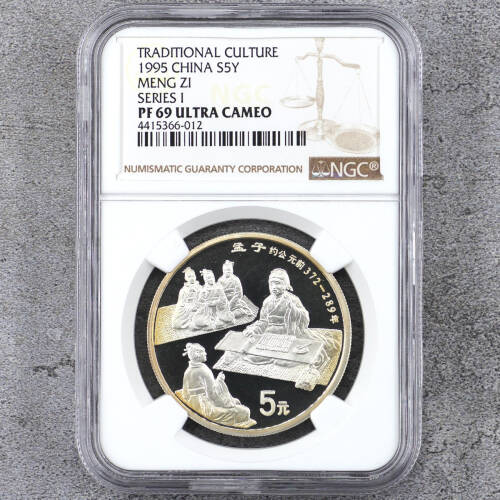 TRADITIONAL CULTURE
1995 CHINA S5Y
MENG ZI
SERIES I
PF 69 ULTRA CAMEO
4415366-012
NUMISMATIC GUARANTY CORPORATION
NGC®
NGC
孟子 约公元前372—289年
5元